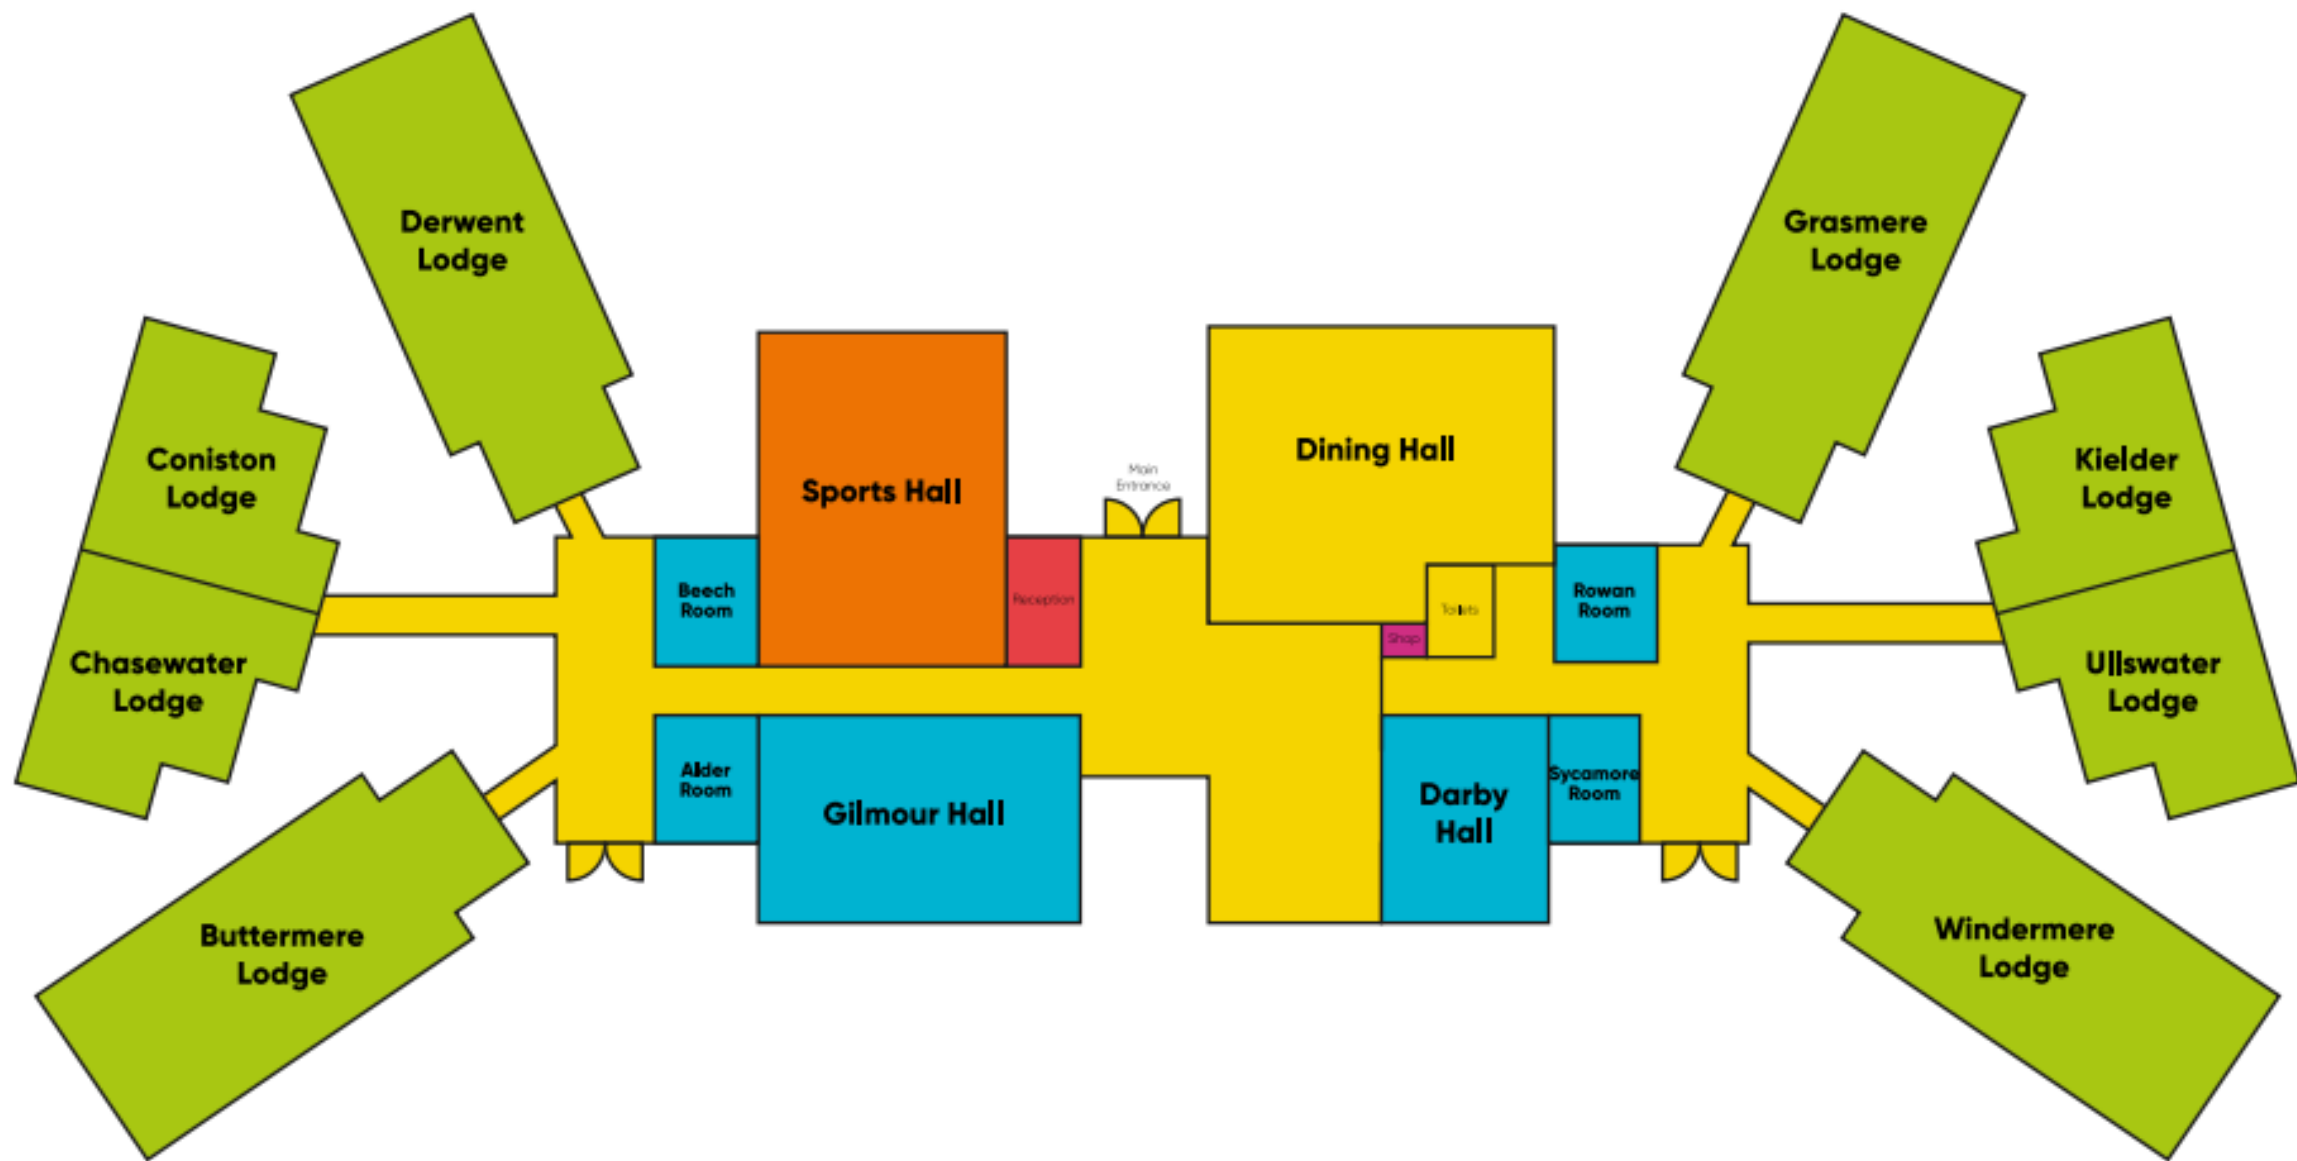 Derwent
Lodge
Grasmere
Lodge
Coniston
Lodge
Sports Hall
Main
Entrance
Dining Hall
Kielder
Lodge
Beech
Room
Reception
Toilets
Shop
Rowan
Room
Chasewater
Lodge
Ullswater
Lodge
Alder
Room
Gilmour Hall
Darby
Hall
Sycamore
Room
Buttermere
Lodge
Windermere
Lodge